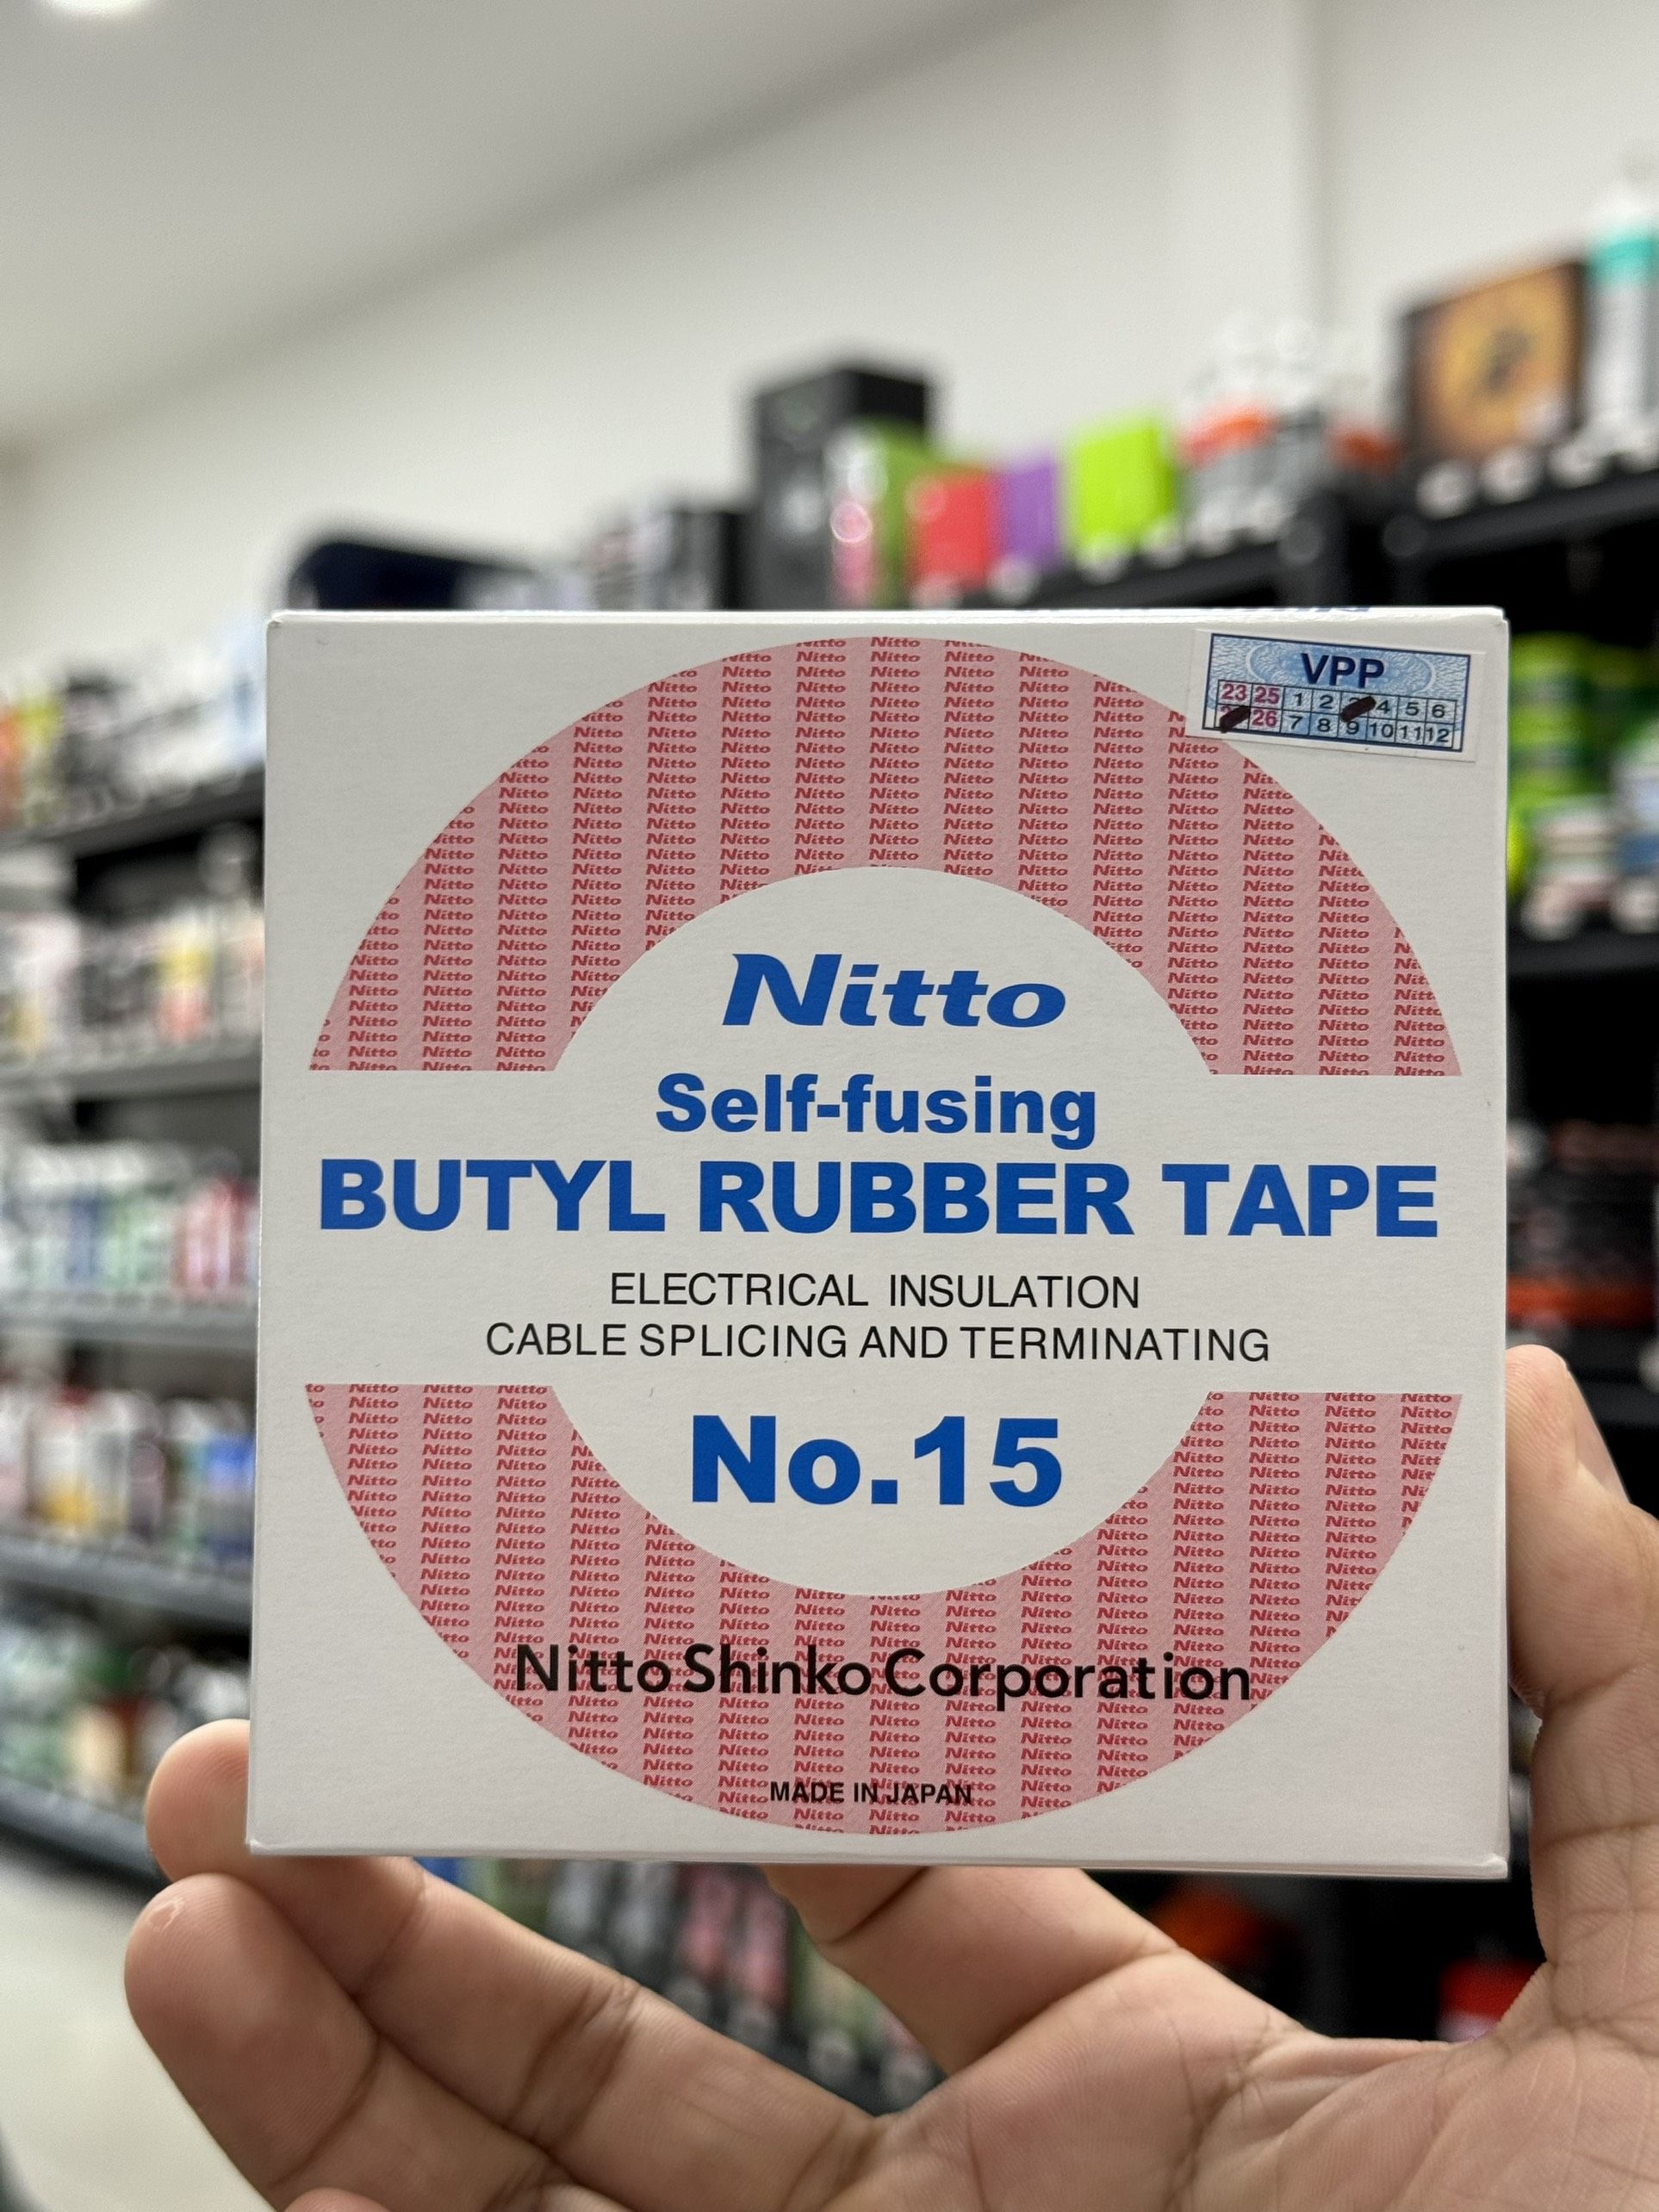 VPP
23 25 1 2 4 5 6
26 7 8 9 10 11 12
Nitto
Self-fusing
BUTYL RUBBER TAPE
ELECTRICAL INSULATION
CABLE SPLICING AND TERMINATING
No.15
Nitto Shinko Corporation
MADE IN JAPAN